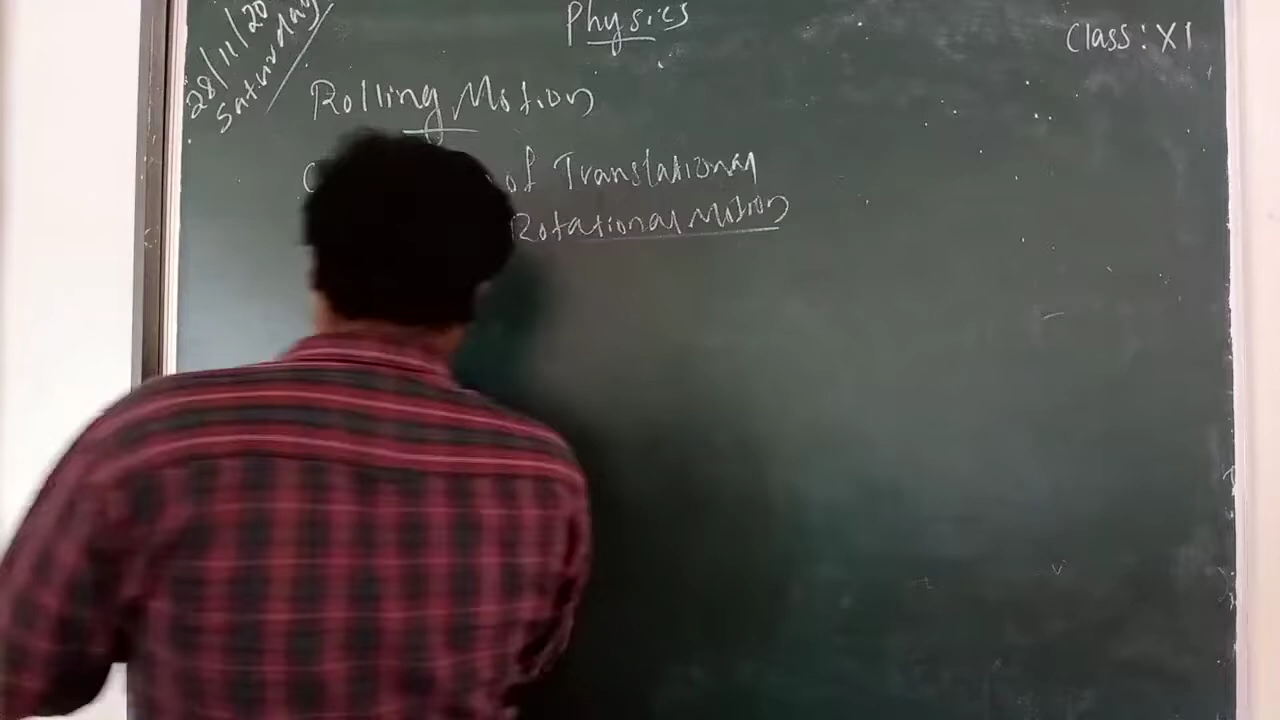 28/11/20
Saturday
Physics
Class: XI
Rolling Motion
of Translational
Rotational Motion